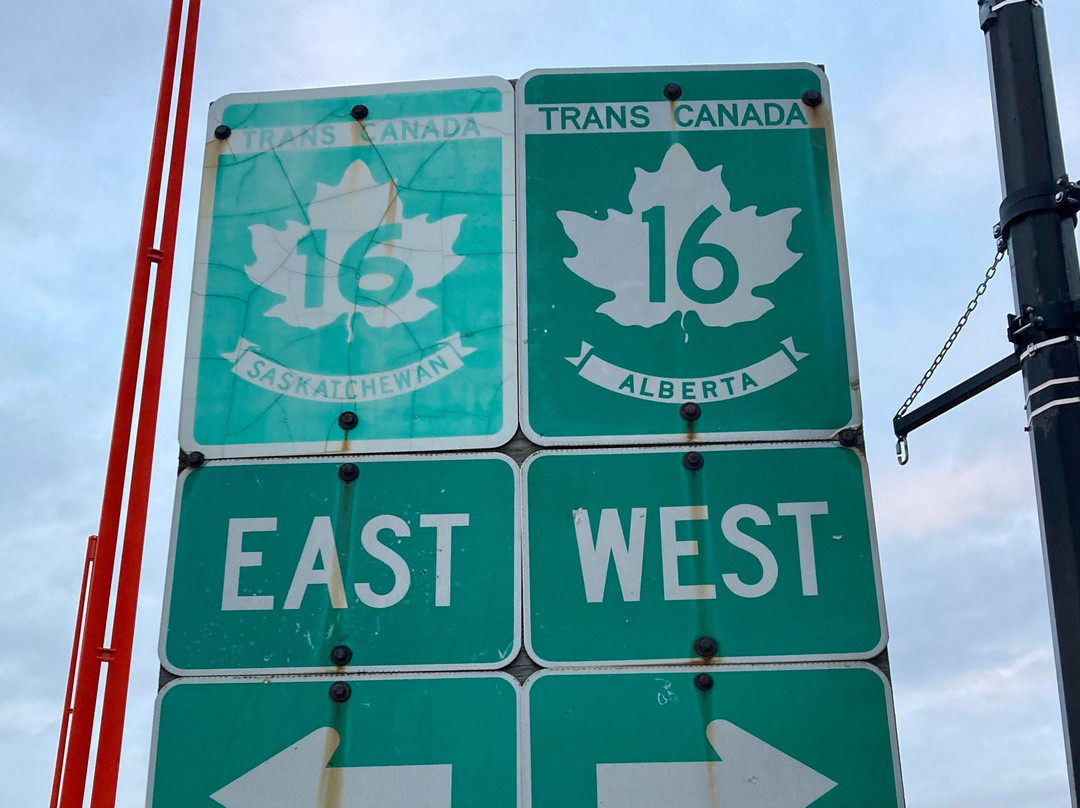 TRANS CANADA
16
SASKATCHEWAN
EAST
TRANS CANADA
16
ALBERTA
WEST